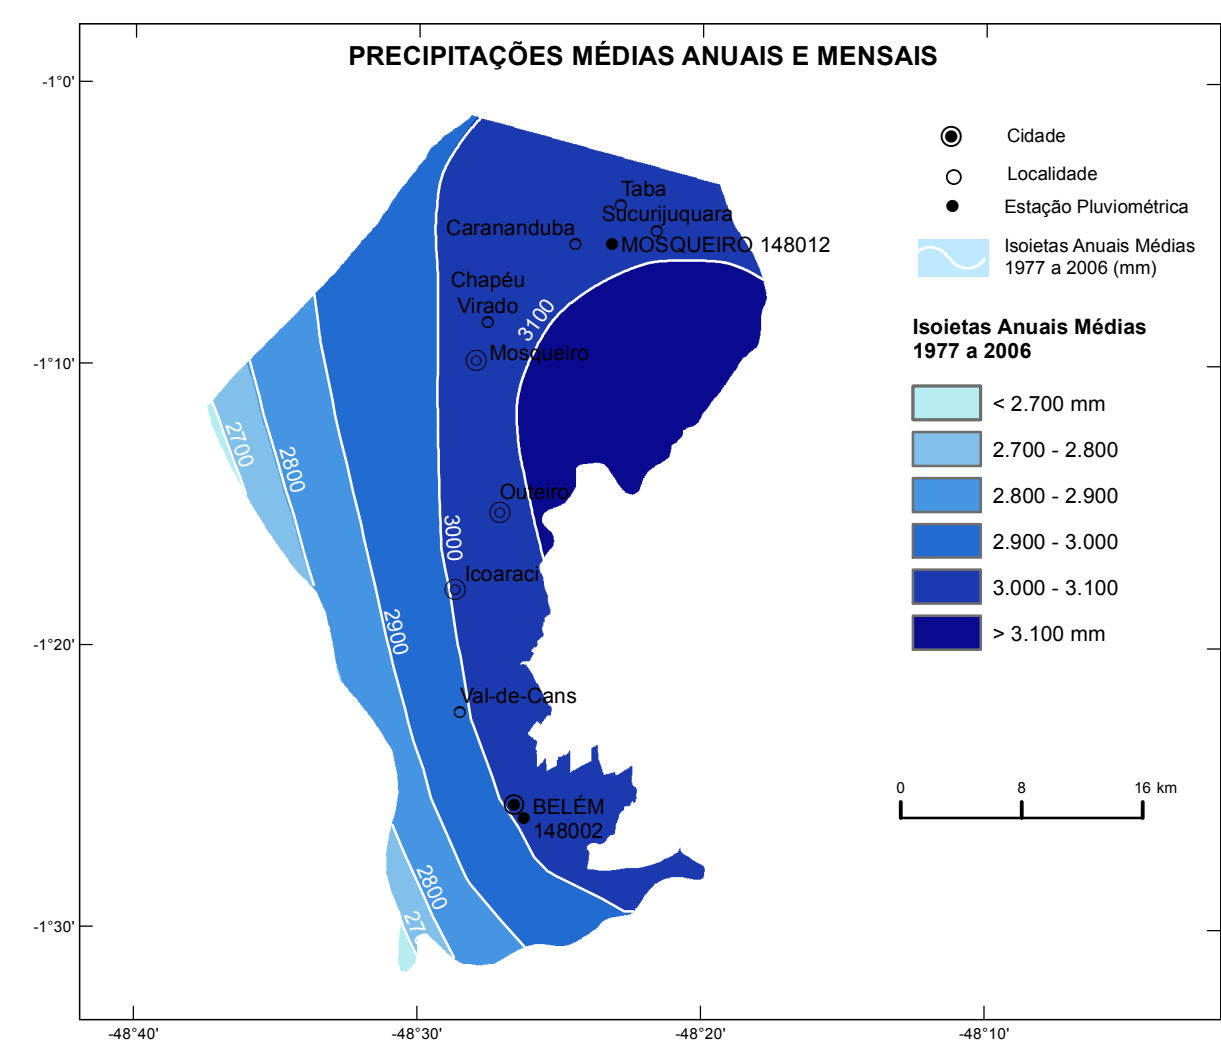 PRECIPITAÇÕES MÉDIAS ANUAIS E MENSAIS
-1°0'
-1°10'
-1°20'
-1°30'
-48°40'
-48°30'
-48°20'
-48°10'
Taba
Sucurijuquara
Carananduba
MOSQUEIRO 148012
Chapéu
Virado
3100
Mosqueiro
2700
2800
Outeiro
3000
Icoaraci
2900
Val-de-Cans
BELÉM
148002
2800
27
Cidade
Localidade
Estação Pluviométrica
Isoietas Anuais Médias
1977 a 2006 (mm)
Isoietas Anuais Médias
1977 a 2006
< 2.700 mm
2.700 - 2.800
2.800 - 2.900
2.900 - 3.000
3.000 - 3.100
> 3.100 mm
0 8 16 km